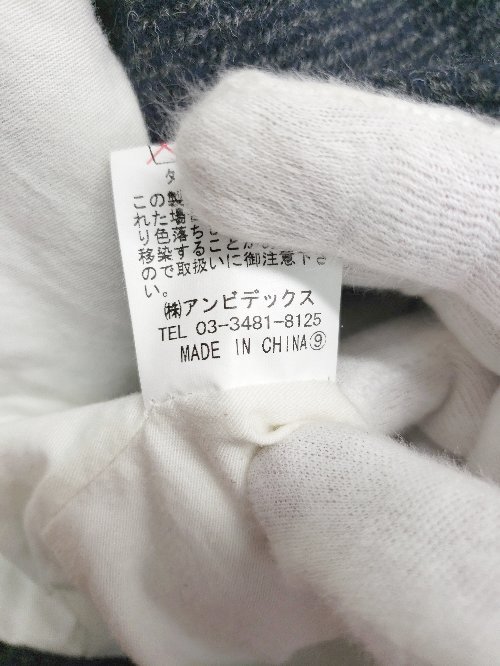 タ
この製
れた場
り色落ち
移染すること
ので取扱いに御注意下さ
い。
㈱アンビデックス
TEL 03-3481-8125
MADE IN CHINA⑨